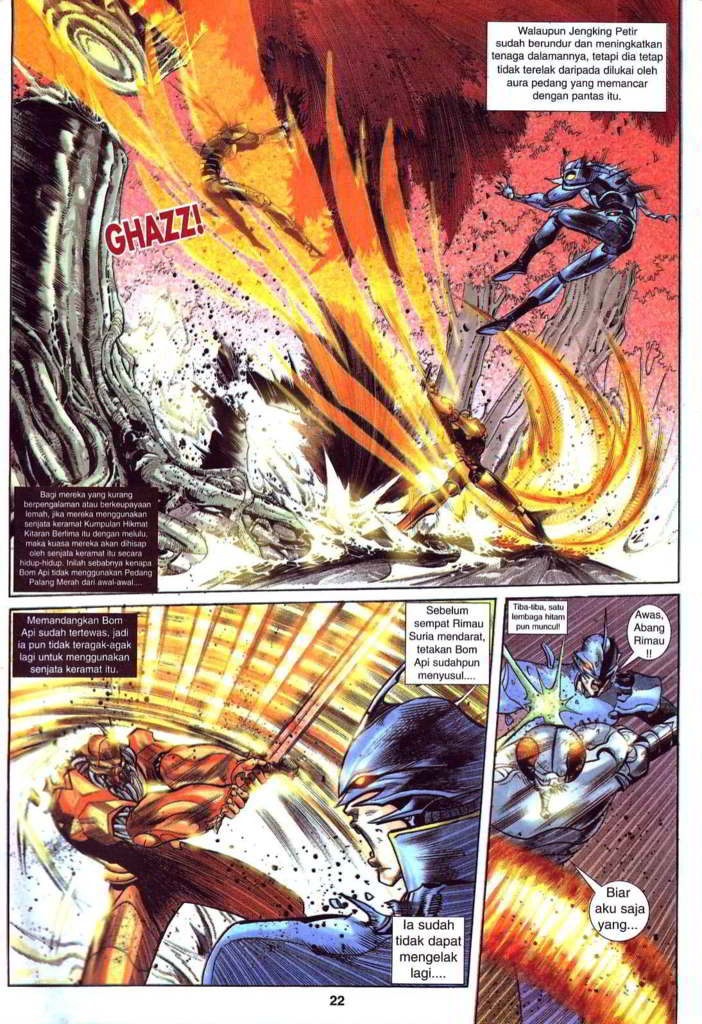 Walaupun Jengking Petir
sudah berundur dan meningkatkan
tenaga dalamannya, tetapi dia tetap
tidak terelak daripada dilukai oleh
aura pedang yang memancar
dengan pantas itu.
GHAZZ!
Bagi mereka yang kurang
berpengalaman atau berkeupayaan
lemah, jika mereka menggunakan
senjata keramat Kumpulan Hikmat
Kitaran Berlima itu dengan melulu,
maka kuasa mereka akan dihisap
oleh senjata keramat itu secara
hidup-hidup. Inilah sebabnya kenapa
Bom Api tidak menggunakan Pedang
Palang Merah dari awal-awal....
Memandangkan Bom
Api sudah tertewas, jadi
ia pun tidak teragak-agak
lagi untuk menggunakan
senjata keramat itu.
Sebelum
sempat Rimau
Suria mendarat,
tetakan Bom
Api sudahpun
menyusul....
Ia sudah
tidak dapat
mengelak
lagi....
Tiba-tiba, satu
lembaga hitam
pun muncul!
Awas,
Abang
Rimau
!!
Biar
aku saja
yang...
22